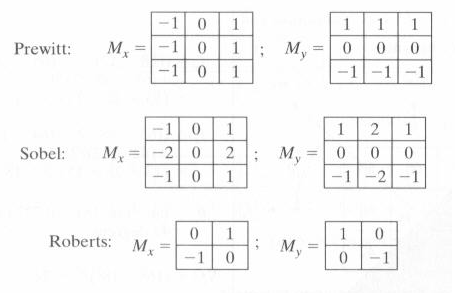 -1 0 1 1 1 1
Prewitt: Mx = -1 0 1 ; My = 0 0 0
-1 0 1 -1 -1 -1
-1 0 1 1 2 1
Sobel: Mx = -2 0 2 ; My = 0 0 0
-1 0 1 -1 -2 -1
Roberts: Mx = 0 1 ; My = 1 0
-1 0 0 -1